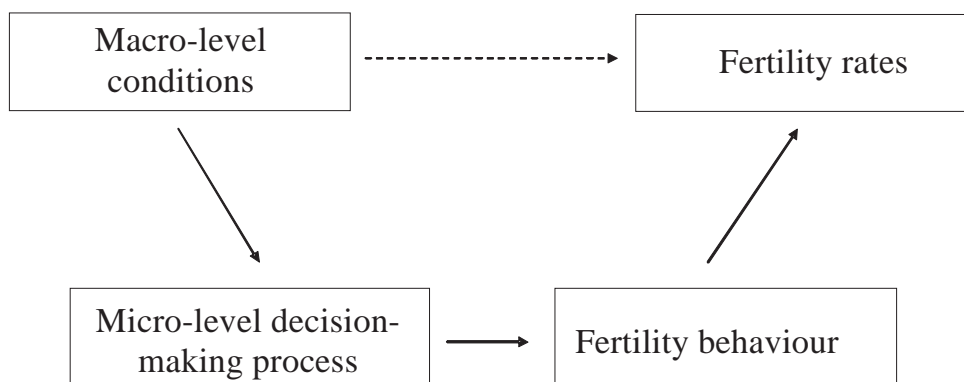 Macro-level
conditions
Fertility rates
Micro-level decision-
making process
Fertility behaviour